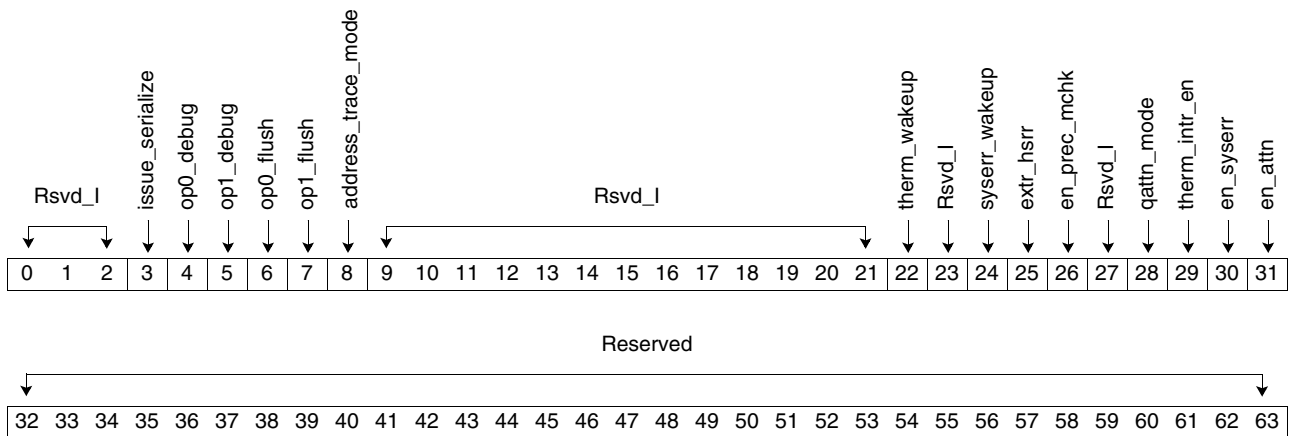 Rsvd_I
issue_serialize
op0_debug
op1_debug
op0_flush
op1_flush
address_trace_mode
Rsvd_I
therm_wakeup
Rsvd_I
syserr_wakeup
extr_hsrr
en_prec_mchk
Rsvd_I
qattn_mode
therm_intr_en
en_syserr
en_attn
0 1 2 3 4 5 6 7 8 9 10 11 12 13 14 15 16 17 18 19 20 21 22 23 24 25 26 27 28 29 30 31
Reserved
32 33 34 35 36 37 38 39 40 41 42 43 44 45 46 47 48 49 50 51 52 53 54 55 56 57 58 59 60 61 62 63